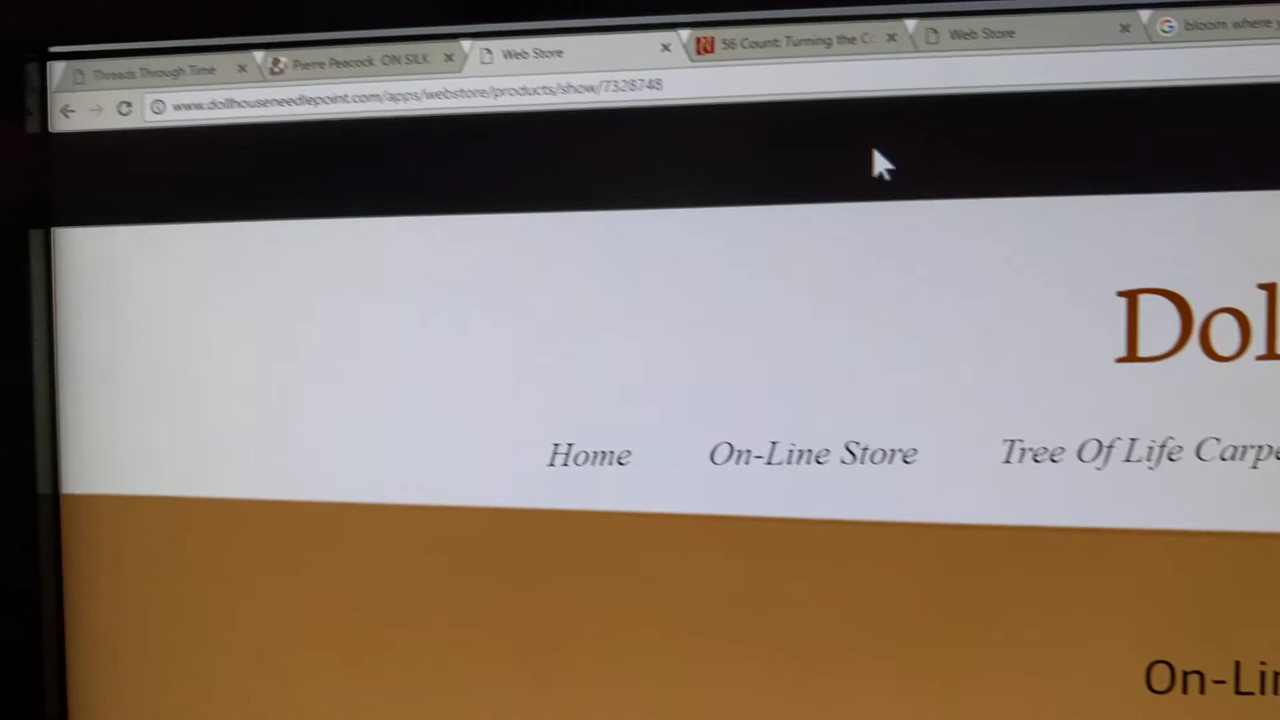 Threads Through Time
Pierre Peacock ON SILK
Web Store
56 Count: Turning the C
Web Store
bloom where
www.dollhouseneedlepoint.com/apps/webstore/products/show/7328748
Dol
Home
On-Line Store
Tree Of Life Carpe
On-Li